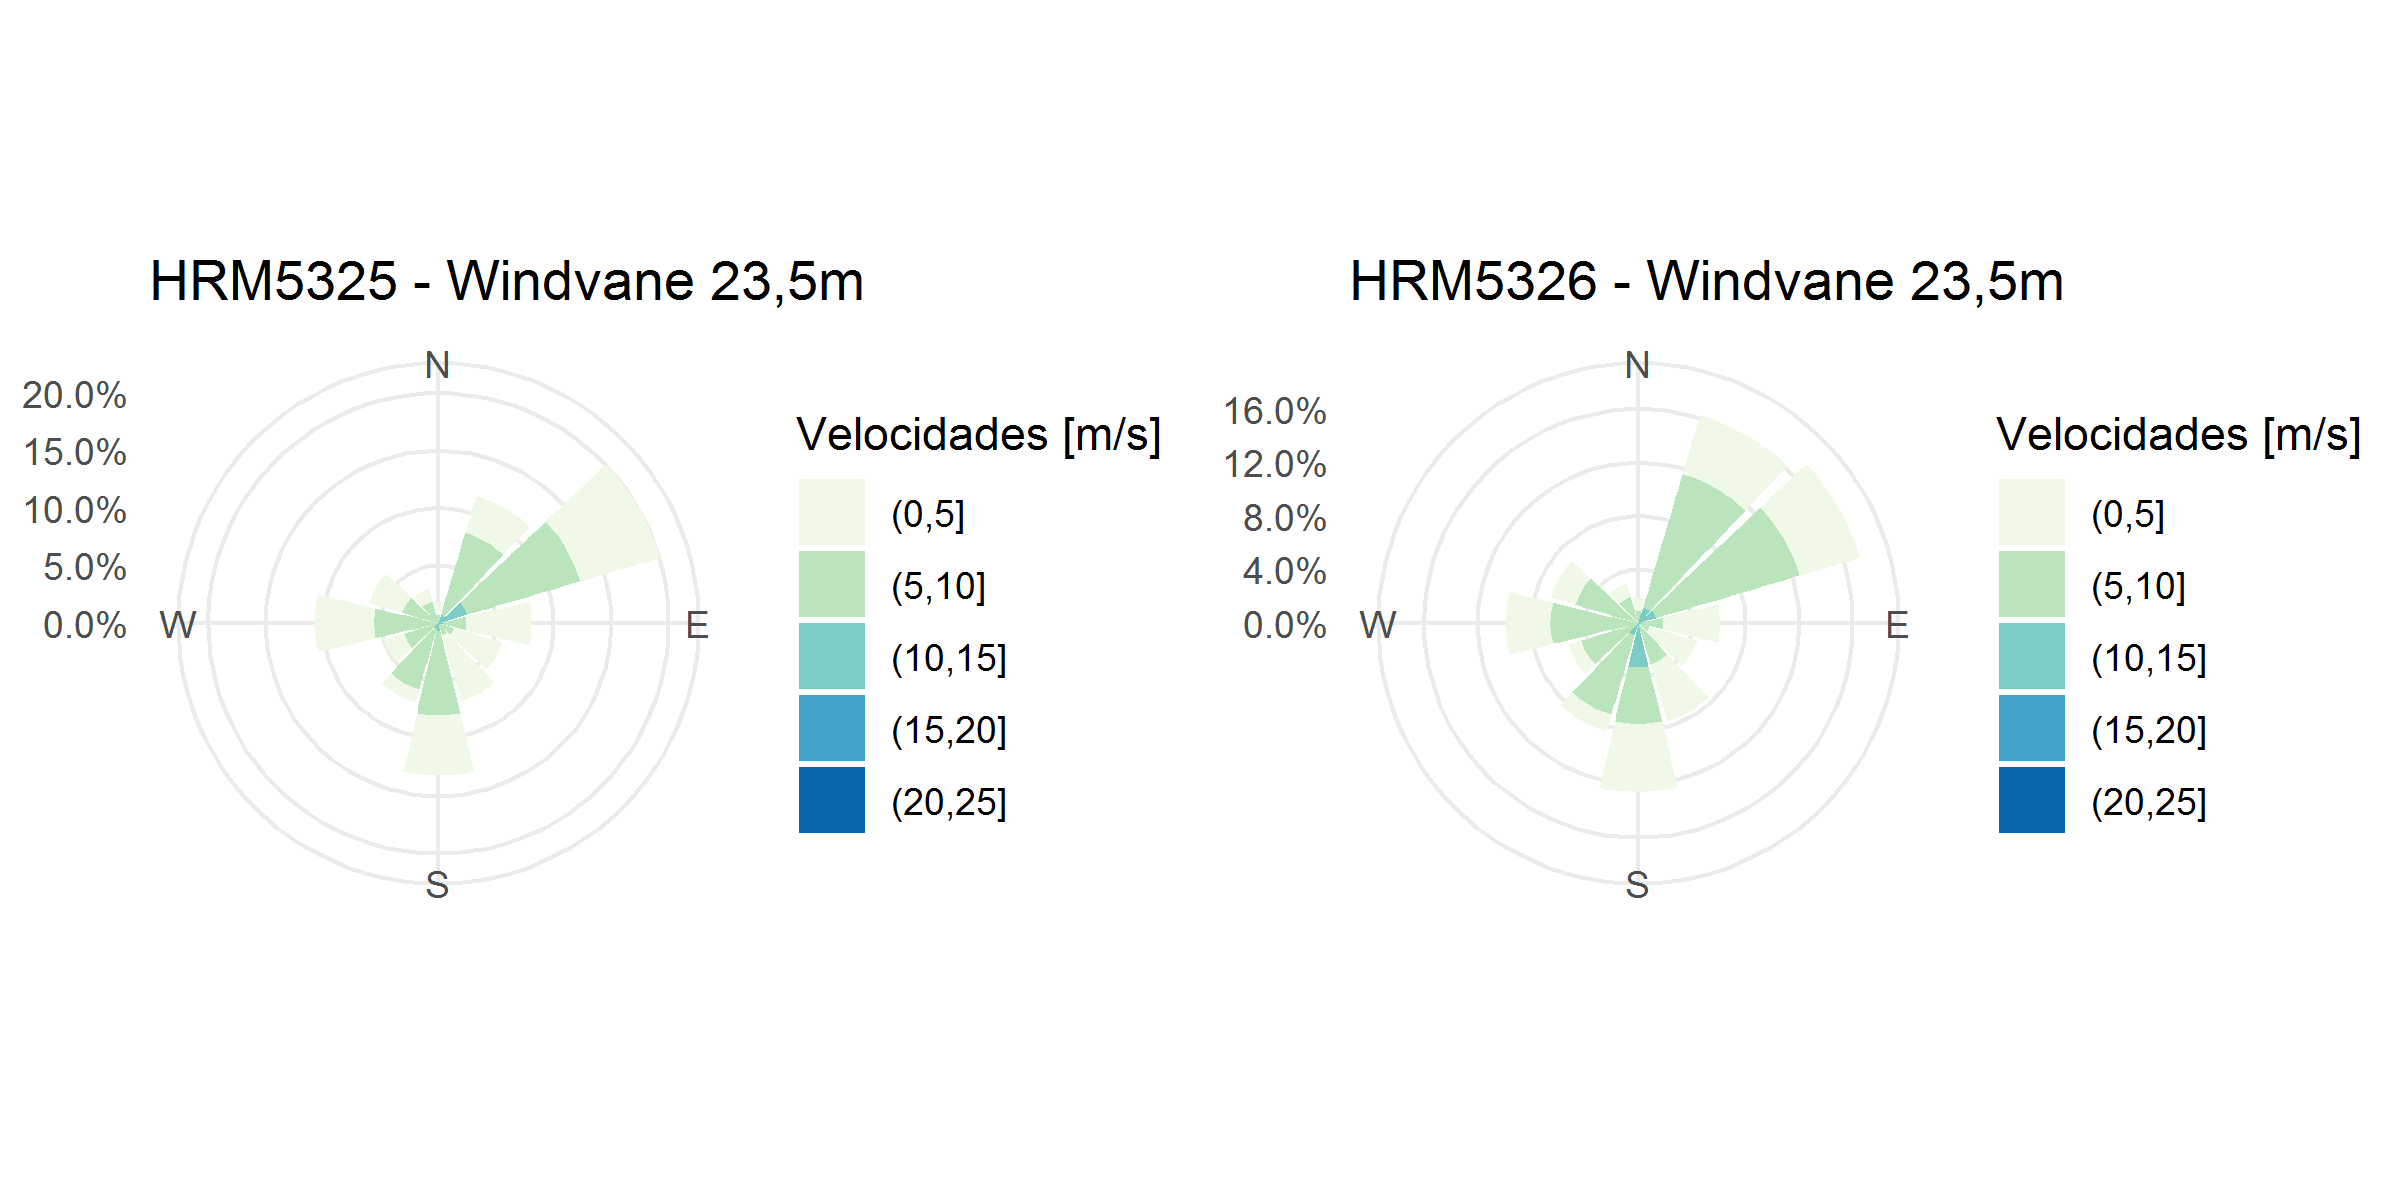 HRM5325 - Windvane 23,5m
N
20.0%
15.0%
10.0%
5.0%
0.0%
W
E
S
Velocidades [m/s]
(0,5]
(5,10]
(10,15]
(15,20]
(20,25]
HRM5326 - Windvane 23,5m
N
16.0%
12.0%
8.0%
4.0%
0.0%
W
E
S
Velocidades [m/s]
(0,5]
(5,10]
(10,15]
(15,20]
(20,25]